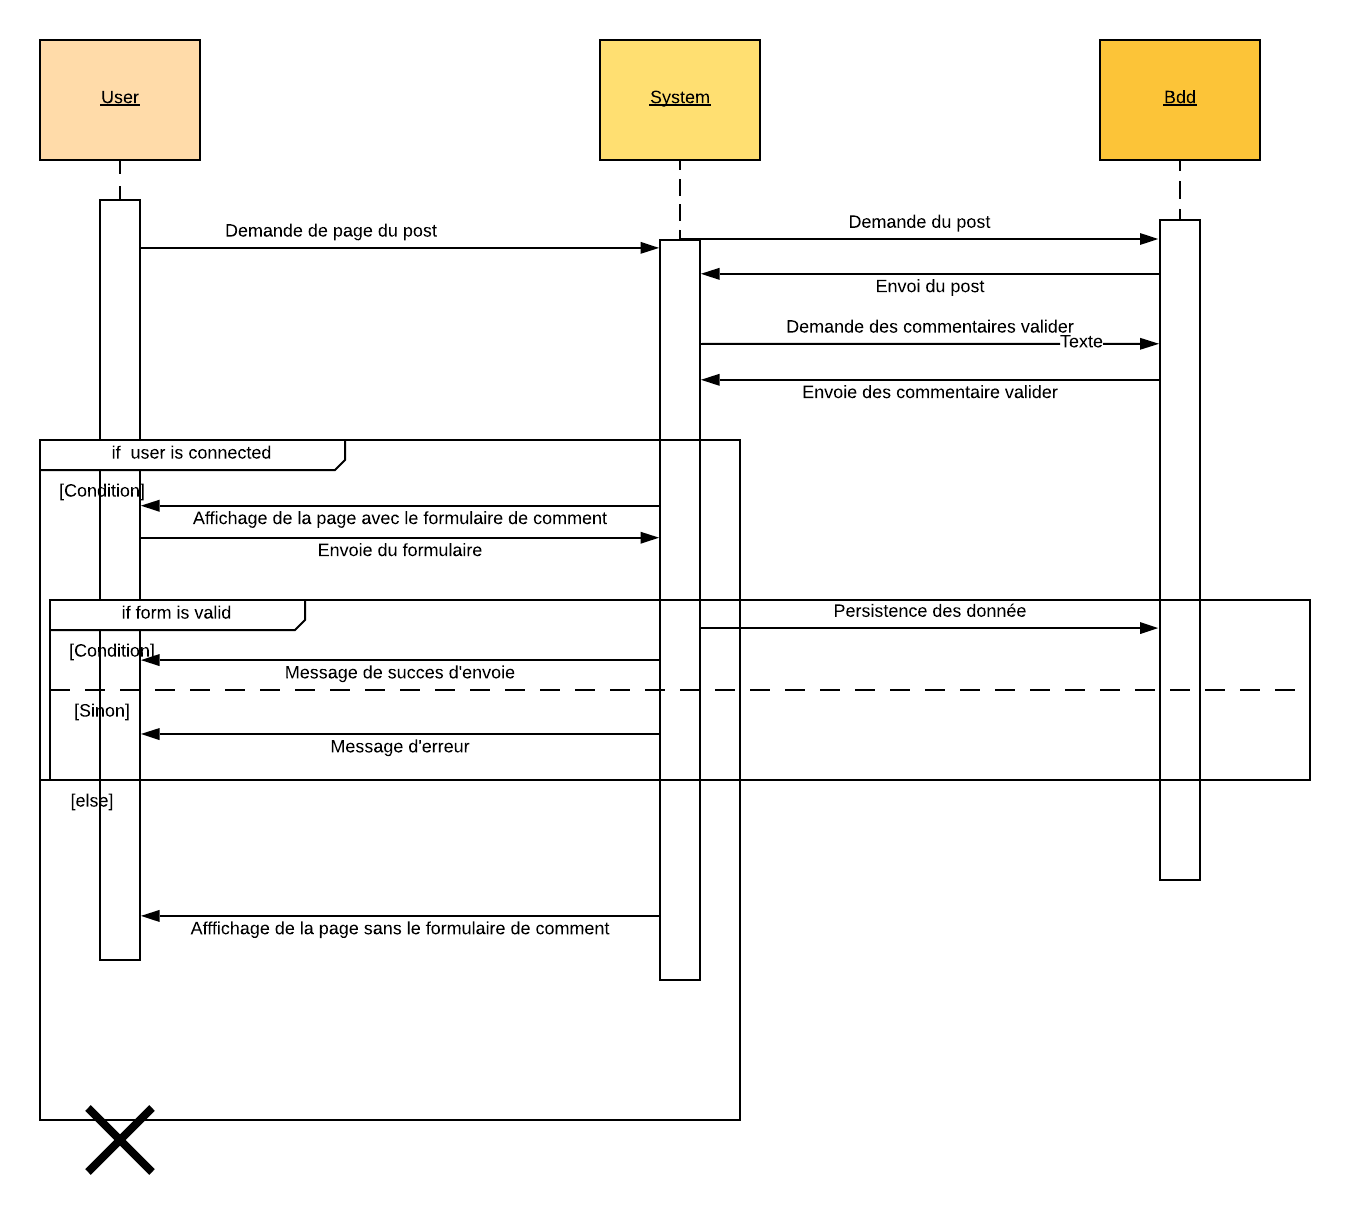 User
System
Bdd
Demande de page du post
Demande du post
Envoi du post
Demande des commentaires valider
Texte
Envoie des commentaire valider
if  user is connected
[Condition]
Affichage de la page avec le formulaire de comment
Envoie du formulaire
if form is valid
Persistence des donnée
[Condition]
Message de succes d'envoie
[Sinon]
Message d'erreur
[else]
Afffichage de la page sans le formulaire de comment